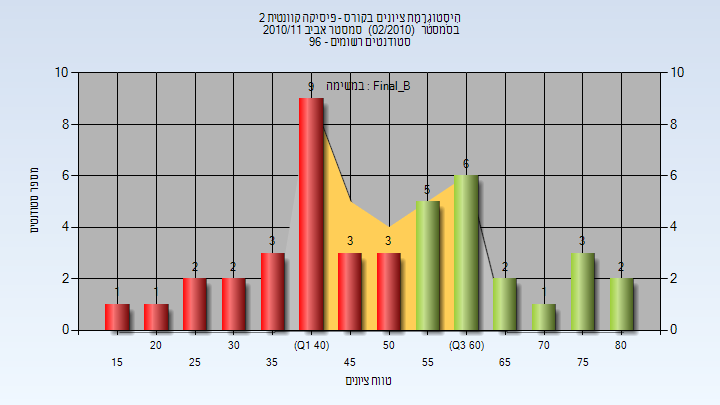 היסטוגרמת ציונים בקורס - פיסיקה קוונטית 2
בסמסטר (02/2010) סמסטר אביב 2010/11
סטודנטים רשומים - 96
במשימה : Final_B
מספר סטודנטים
10 10
8 8
6 6
4 4
2 2
0 0
1 1 2 2 3 9 3 3 5 6 2 1 3 2
20 30 (Q1 40) 50 (Q3 60) 70 80
15 25 35 45 55 65 75
טווח ציונים